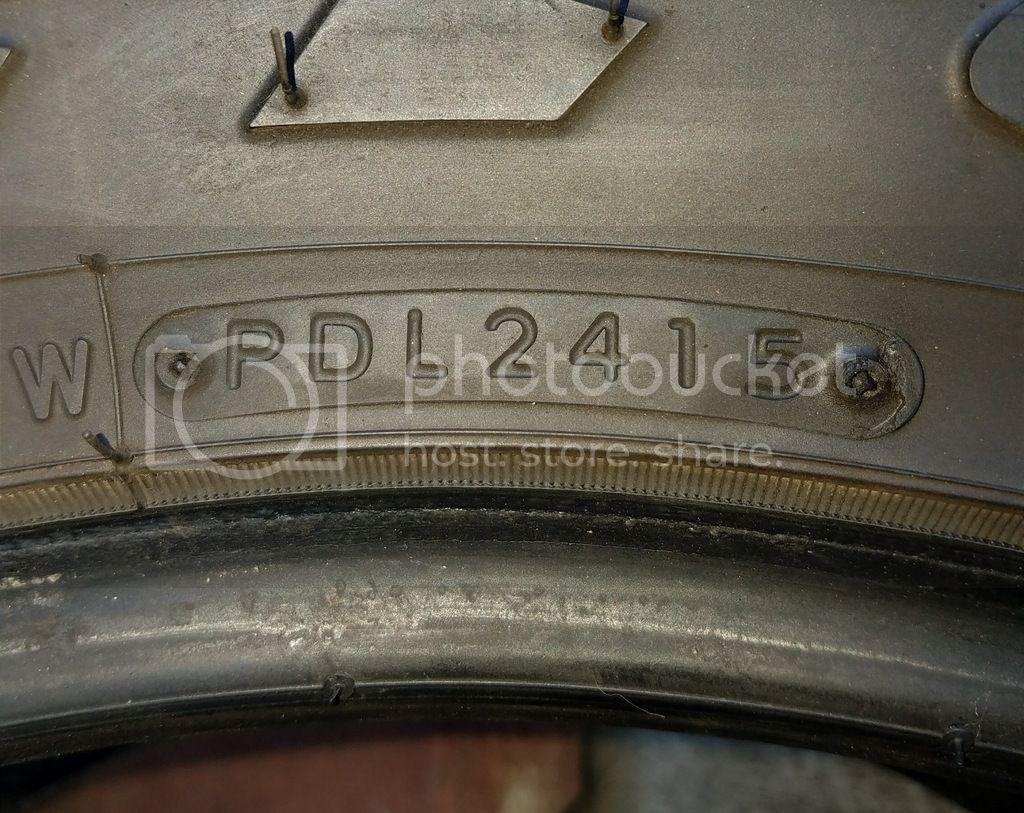 W PDL2415
photobucket
host. store. share.